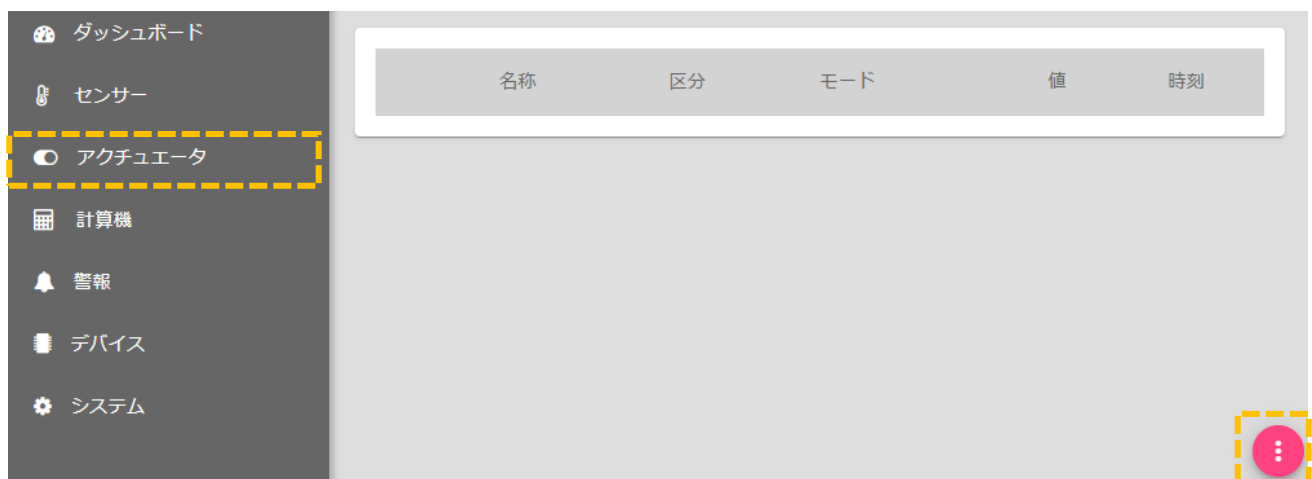 ダッシュボード
センサー
アクチュエータ
計算機
警報
デバイス
システム
名称 区分 モード 値 時刻